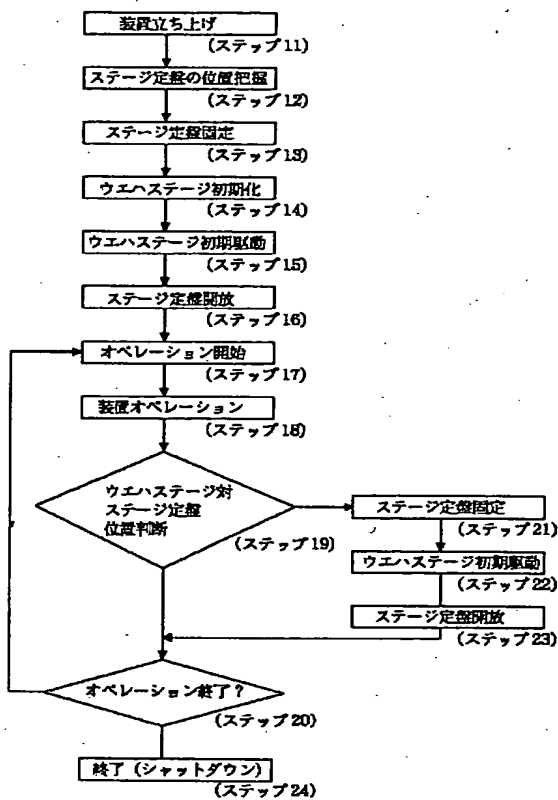 装置立ち上げ
(ステップ11)
ステージ定盤の位置把握
(ステップ12)
ステージ定盤固定
(ステップ13)
ウエハステージ初期化
(ステップ14)
ウエハステージ初期駆動
(ステップ15)
ステージ定盤開放
(ステップ16)
オペレーション開始
(ステップ17)
装置オペレーション
(ステップ18)
ウエハステージ対
ステージ定盤
位置判断
(ステップ19)
ステージ定盤固定
(ステップ21)
ウエハステージ初期駆動
(ステップ22)
ステージ定盤開放
(ステップ23)
オペレーション終了?
(ステップ20)
終了(シャットダウン)
(ステップ24)